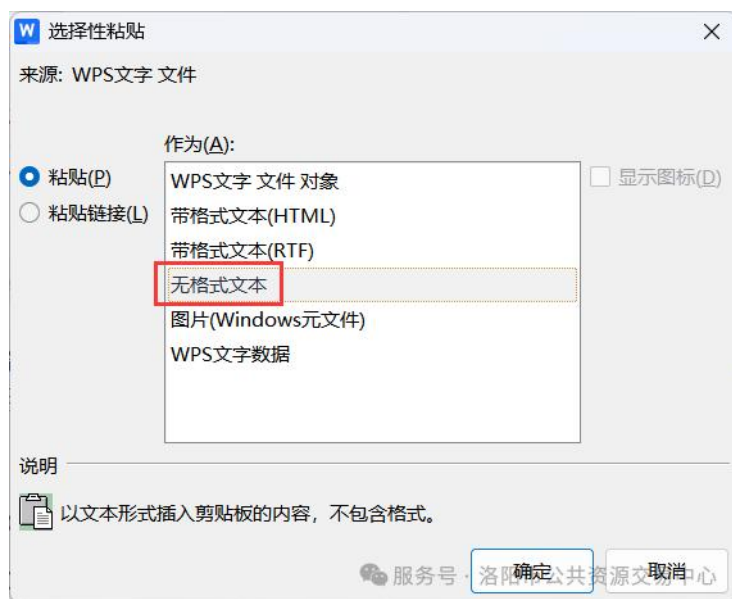 W 选择性粘贴
来源: WPS文字 文件
作为(A):
粘贴(P)
粘贴链接(L)
WPS文字 文件 对象
带格式文本(HTML)
带格式文本(RTF)
无格式文本
图片(Windows元文件)
WPS文字数据
显示图标(D)
说明
以文本形式插入剪贴板的内容，不包含格式。
确定 取消
服务号 · 洛阳市公共资源交易中心